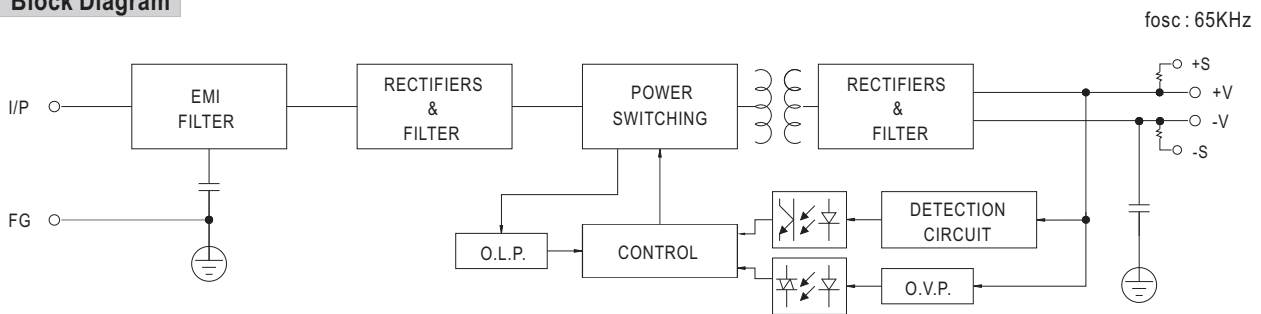 Block Diagram
fosc : 65KHz
I/P
EMI
FILTER
RECTIFIERS
&
FILTER
POWER
SWITCHING
RECTIFIERS
&
FILTER
+S
+V
-V
-S
FG
O.L.P.
CONTROL
DETECTION
CIRCUIT
O.V.P.